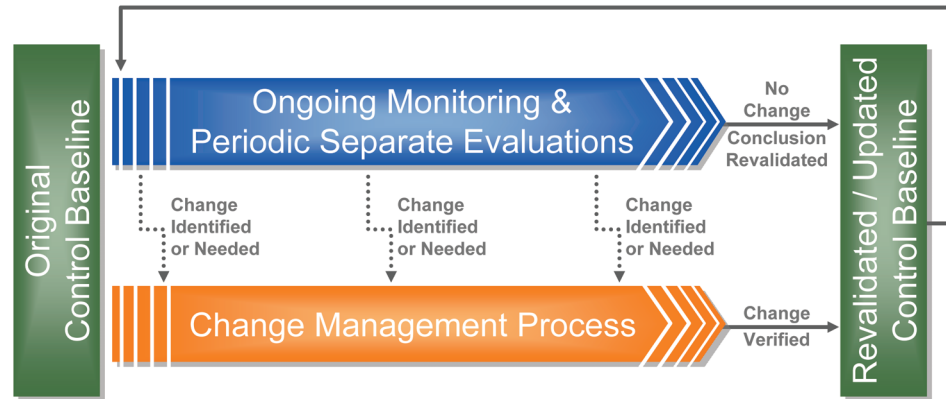 Original
Control Baseline
Ongoing Monitoring &
Periodic Separate Evaluations
No
Change
Conclusion
Revalidated
Change
Identified
or Needed
Change
Identified
or Needed
Change
Identified
or Needed
Change Management Process
Change
Verified
Revalidated / Updated
Control Baseline